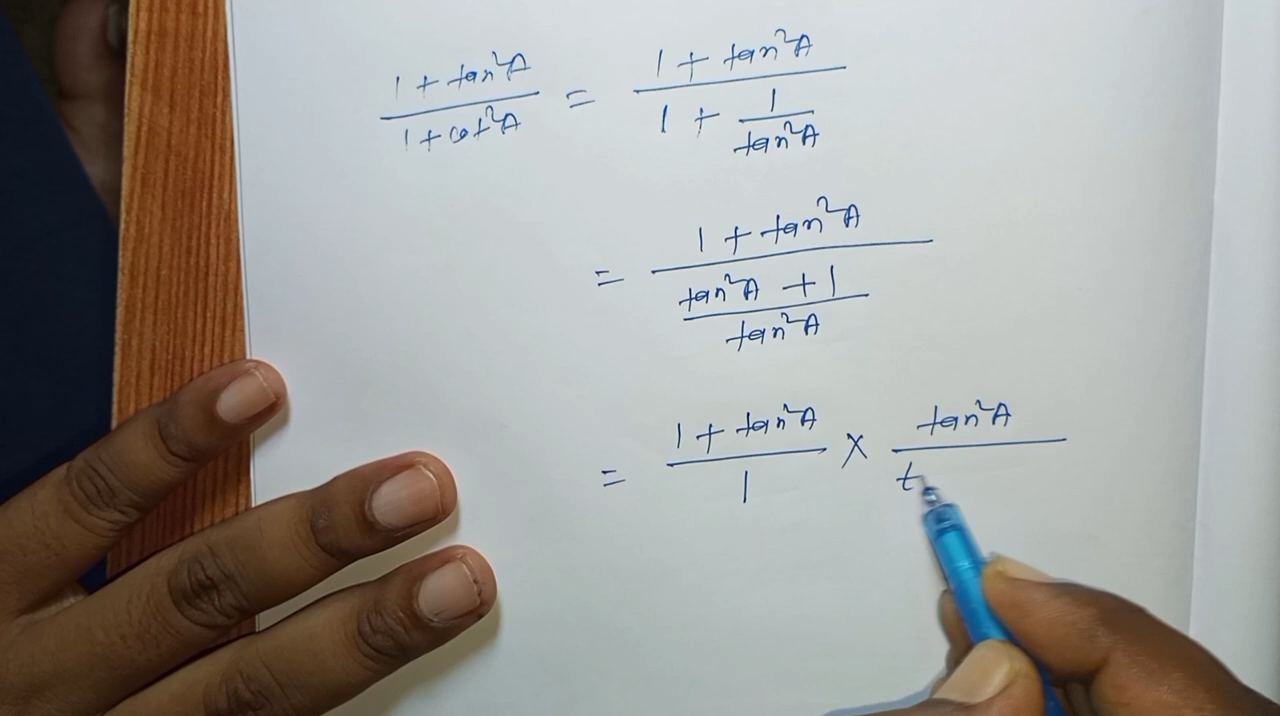 (1 + tan²A)/(1 + cot²A) = (1 + tan²A)/(1 + 1/tan²A)
= (1 + tan²A)/((tan²A + 1)/tan²A)
= (1 + tan²A)/1 × tan²A/t